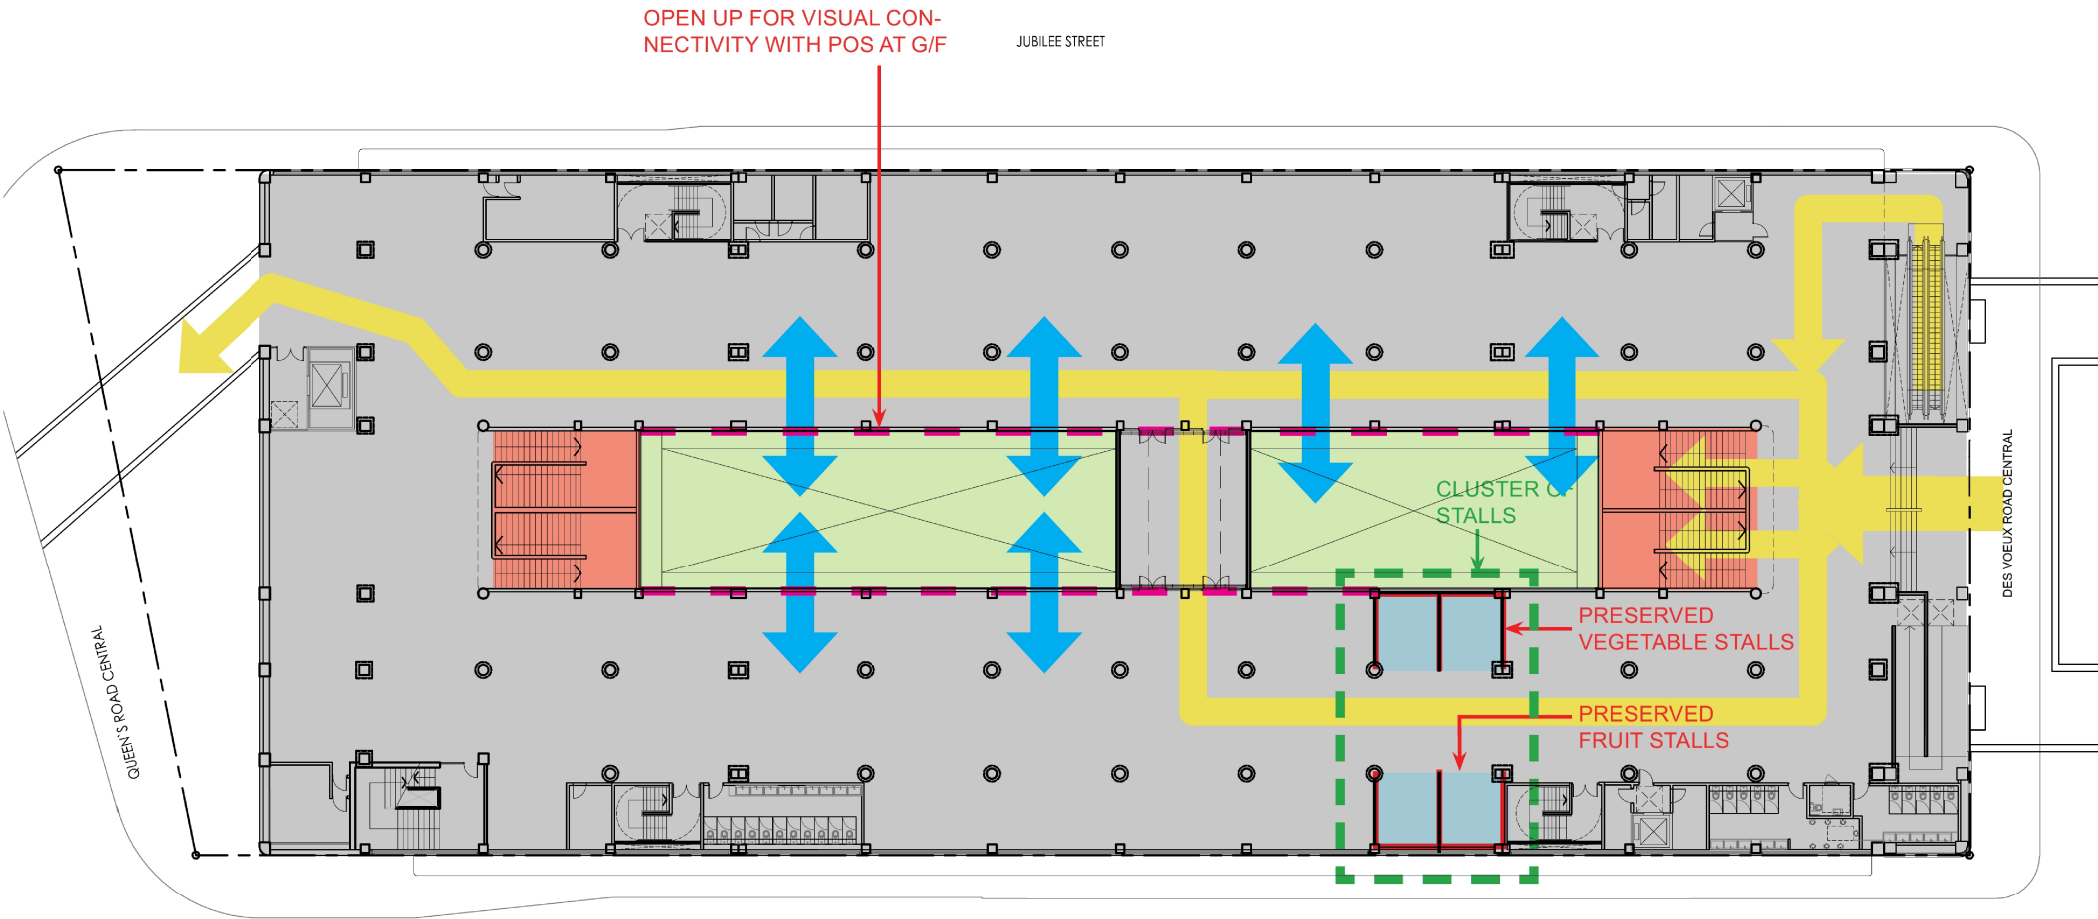 OPEN UP FOR VISUAL CON-
NECTIVITY WITH POS AT G/F
JUBILEE STREET
CLUSTER OF
STALLS
DES VOEUX ROAD CENTRAL
PRESERVED
VEGETABLE STALLS
QUEEN'S ROAD CENTRAL
PRESERVED
FRUIT STALLS